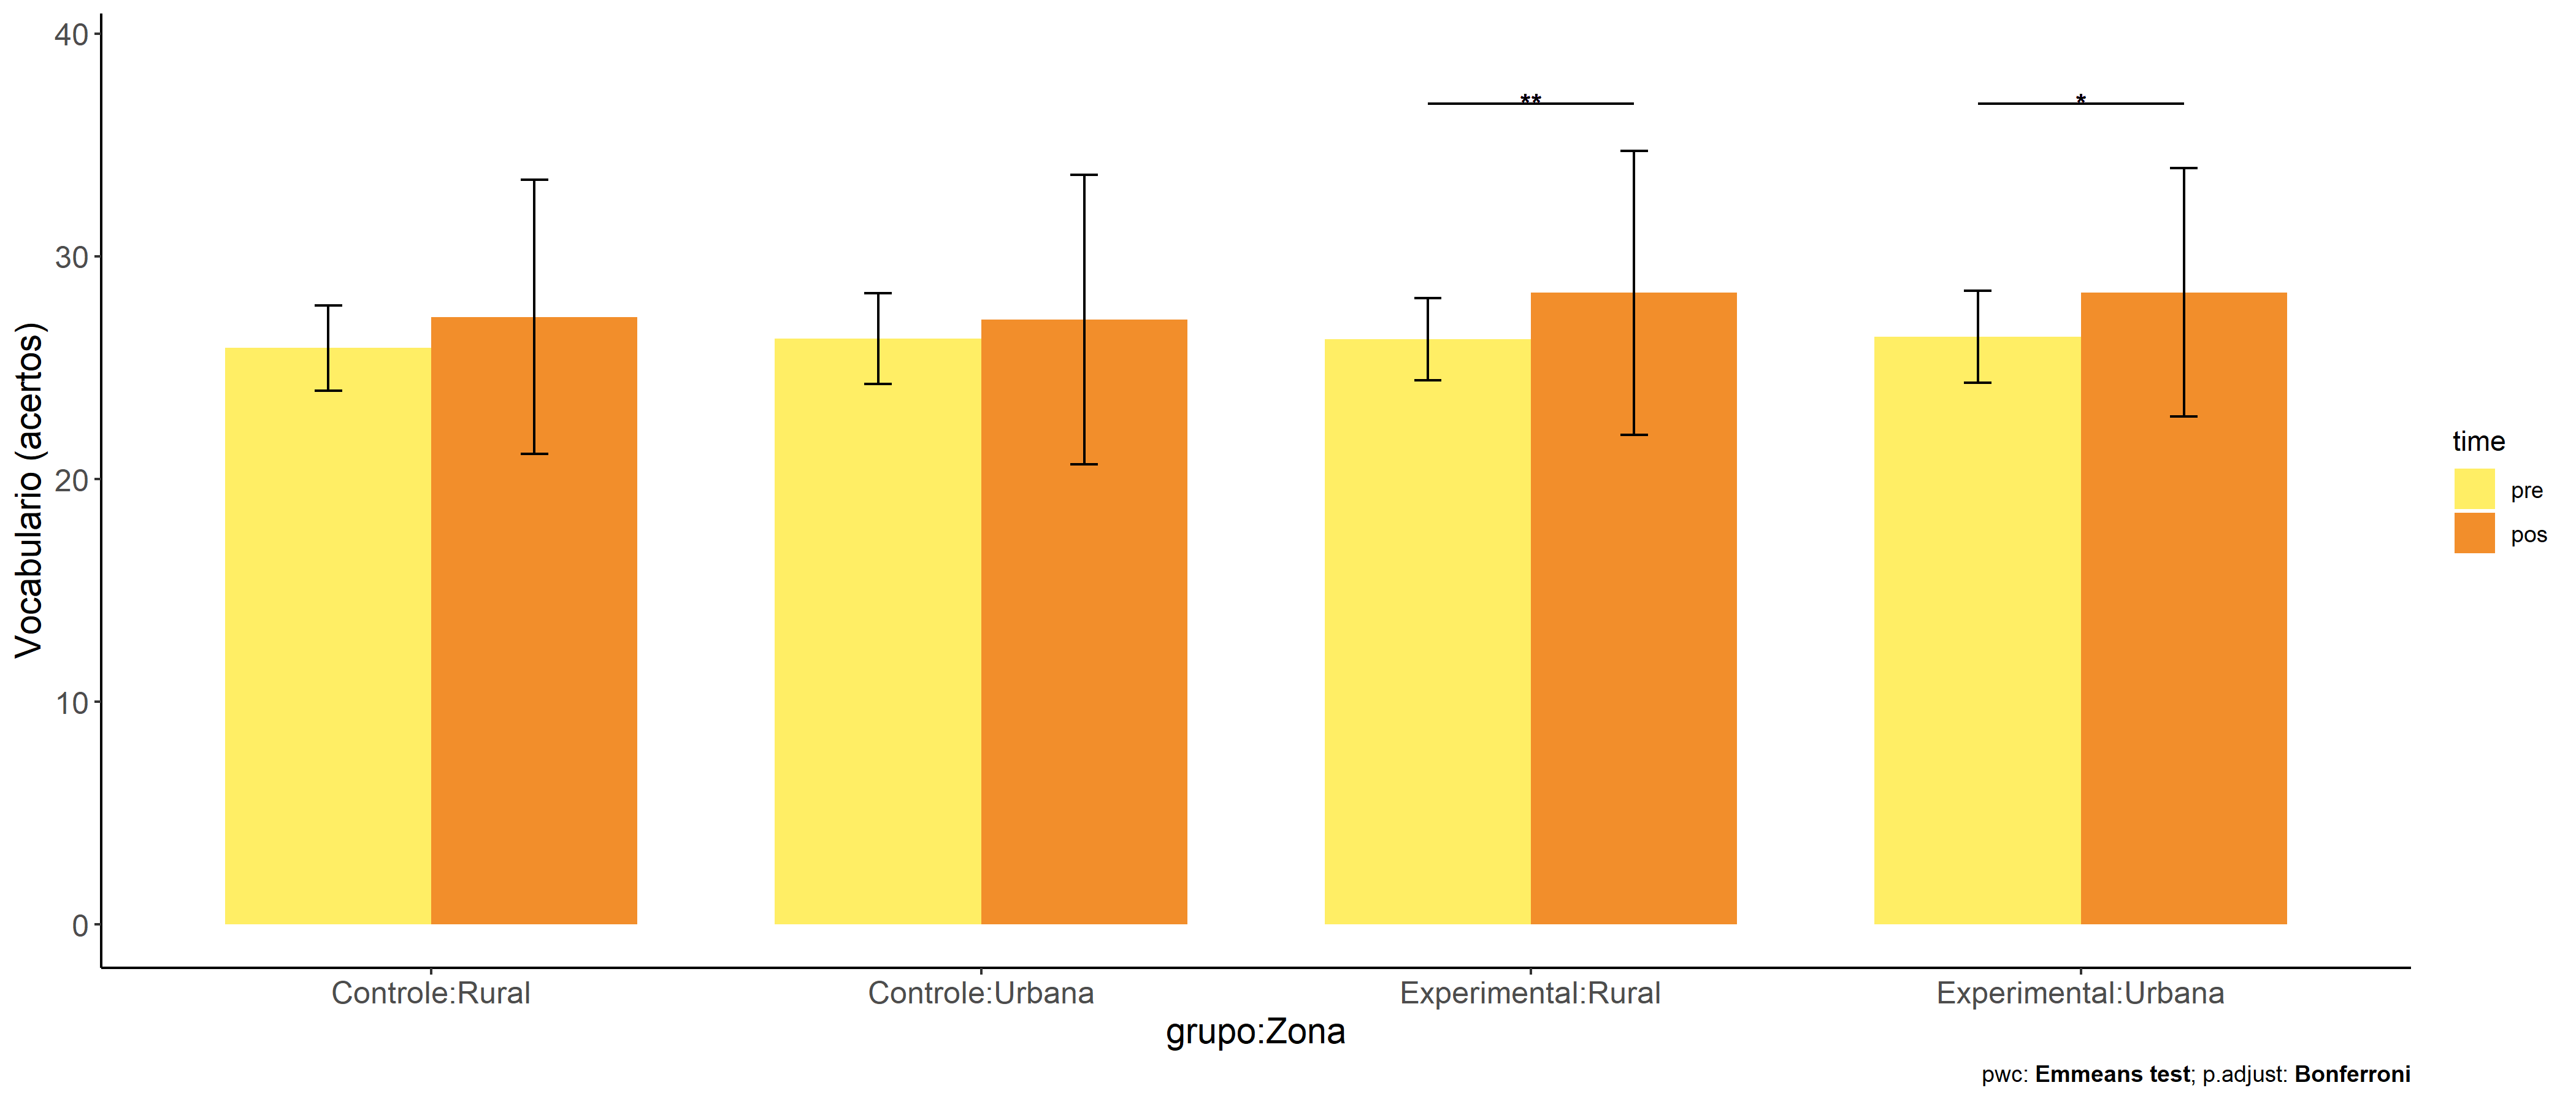 Vocabulario (acertos)
40
30
20
10
0
**
*
Controle:Rural
Controle:Urbana
Experimental:Rural
Experimental:Urbana
grupo:Zona
time
pre
pos
pwc: Emmeans test; p.adjust: Bonferroni